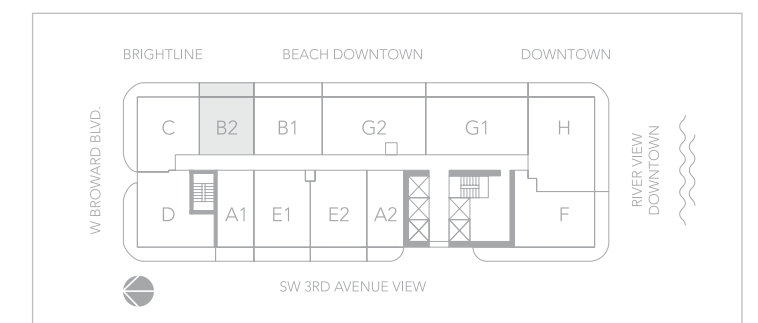 BRIGHTLINE
BEACH DOWNTOWN
DOWNTOWN
W BROWARD BLVD.
C
B2
B1
G2
G1
H
RIVER VIEW
DOWNTOWN
D
A1
E1
E2
A2
F
SW 3RD AVENUE VIEW